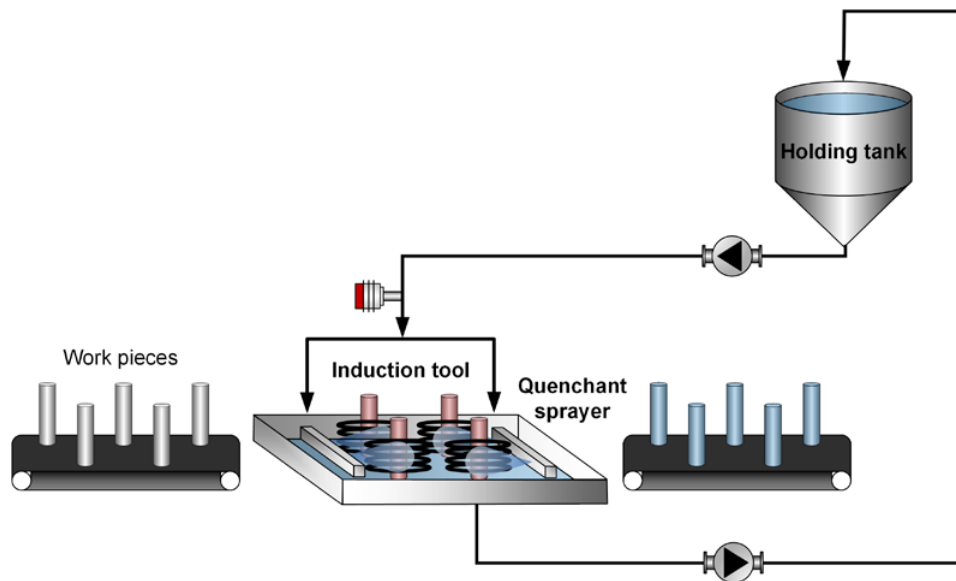 Holding tank
Work pieces
Induction tool
Quenchant
sprayer